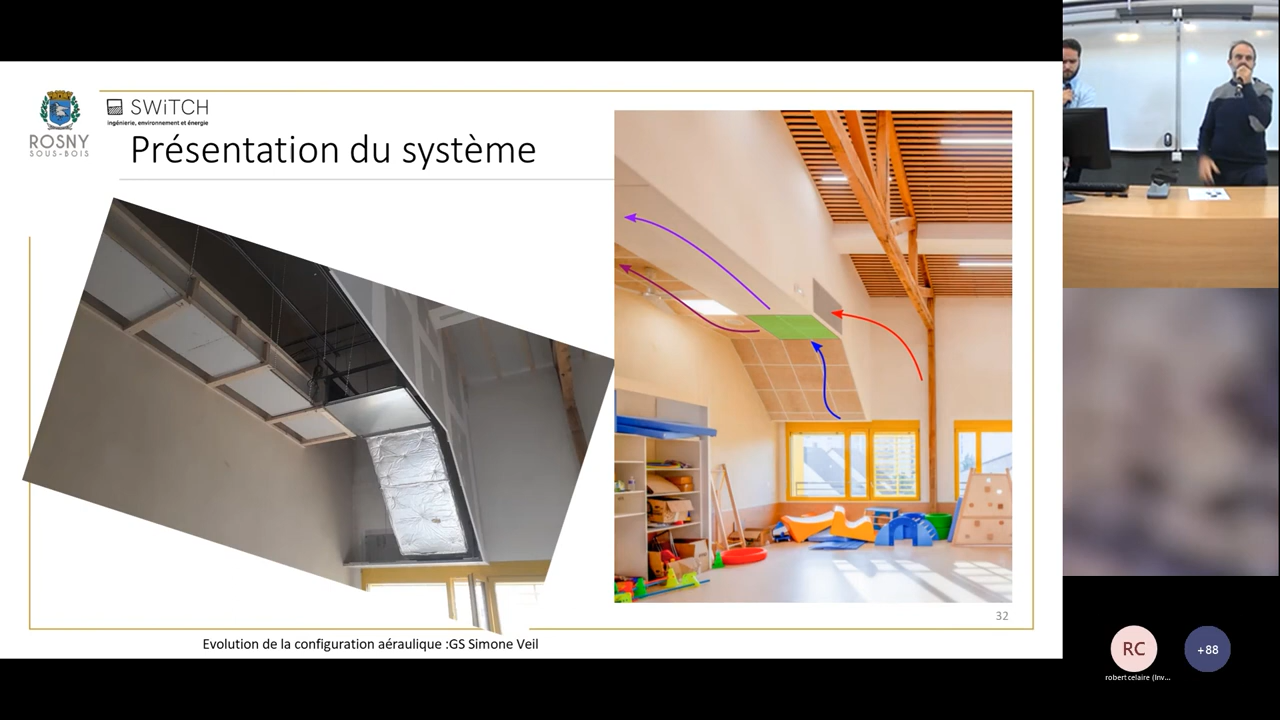 ROSNY
SOUS-BOIS
SWiTCH
ingénierie, environnement et énergie
Présentation du système
32
Evolution de la configuration aéraulique :GS Simone Veil
RC
+88
robert celaire (Inv...